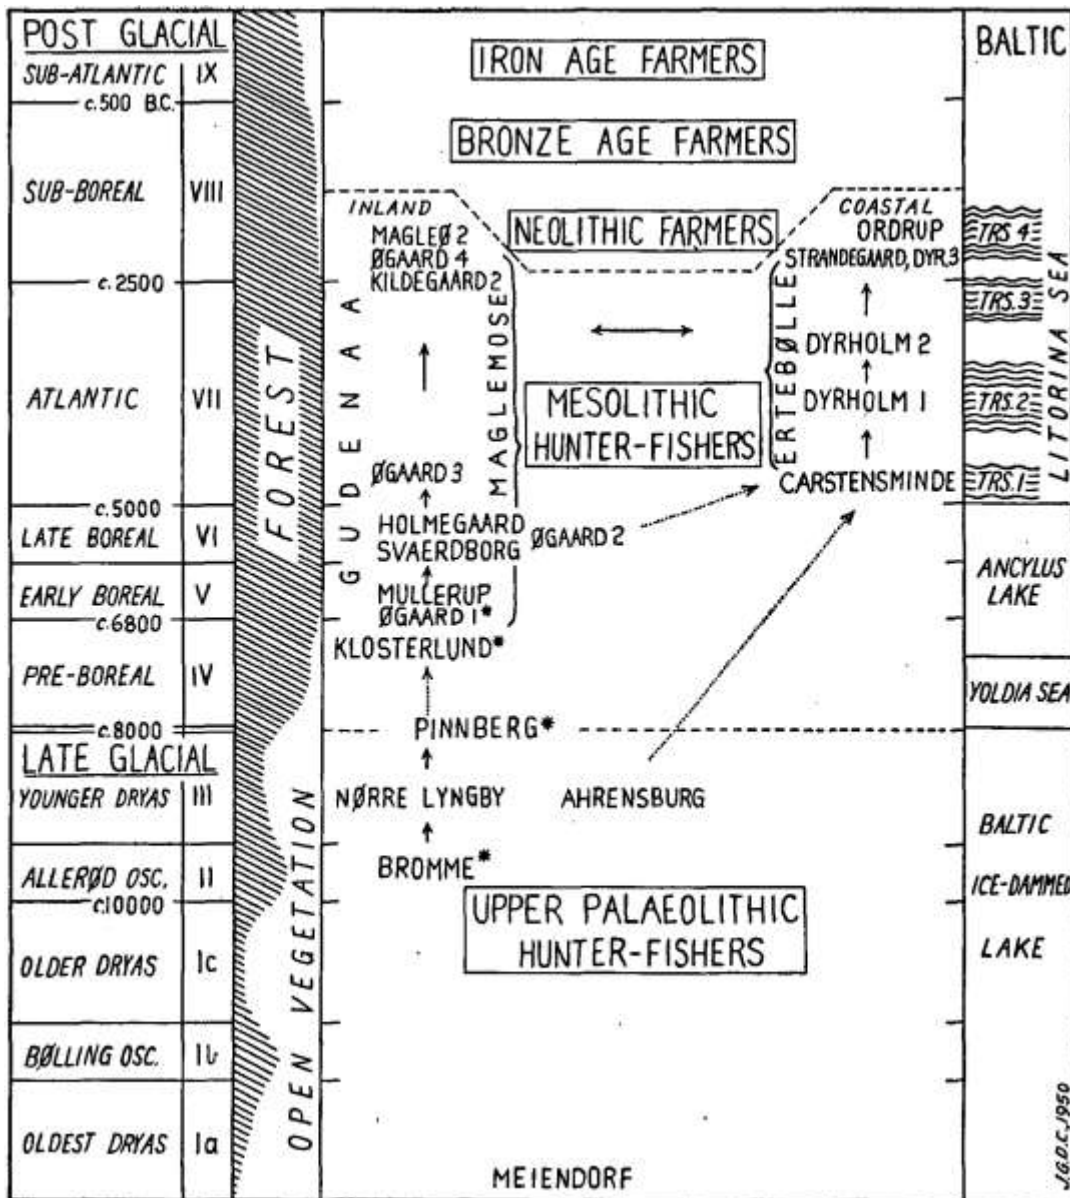 POST GLACIAL
SUB-ATLANTIC IX
c.500 B.C.
SUB-BOREAL VIII
c.2500
ATLANTIC VII
c.5000
LATE BOREAL VI
EARLY BOREAL V
c.6800
PRE-BOREAL IV
c.8000
LATE GLACIAL
YOUNGER DRYAS III
ALLERØD OSC. II
c.10000
OLDER DRYAS Ic
BØLLING OSC. Ib
OLDEST DRYAS Ia
FOREST
OPEN VEGETATION
IRON AGE FARMERS
BRONZE AGE FARMERS
NEOLITHIC FARMERS
INLAND
MAGLEØ 2
ØGAARD 4
KILDEGAARD 2
GUDENAA
MAGLEMOSE
ØGAARD 3
HOLMEGAARD
SVAERDBORG
ØGAARD 2
MULLERUP
ØGAARD 1*
KLOSTERLUND*
PINNBERG*
NØRRE LYNGBY
AHRENSBURG
BROMME*
MESOLITHIC
HUNTER-FISHERS
UPPER PALAEOLITHIC
HUNTER-FISHERS
MEIENDORF
COASTAL
ORDRUP
STRANDEGAARD, DYR.3
ERTEBØLLE
DYRHOLM 2
DYRHOLM 1
CARSTENSMINDE
BALTIC
TRS 4
TRS.3
TRS.2
TRS.1
LITORINA SEA
ANCYLUS
LAKE
YOLDIA SEA
BALTIC
ICE-DAMMED
LAKE
J.G.D.C.,1950